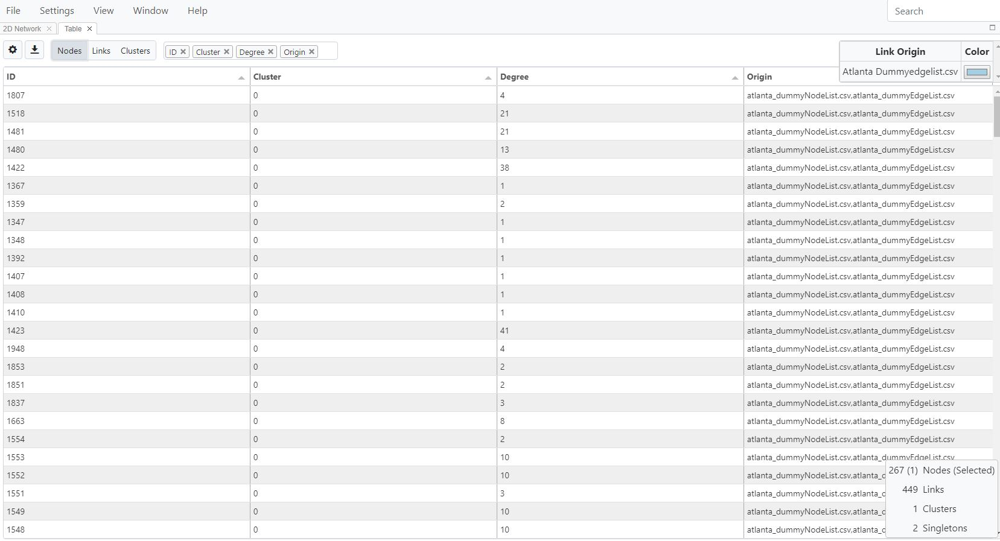 File Settings View Window Help Search
2D Network Table
Nodes Links Clusters ID Cluster Degree Origin
Link Origin Color
Atlanta Dummyedgelist.csv
ID Cluster Degree Origin
1807 0 4 atlanta_dummyNodeList.csv,atlanta_dummyEdgeList.csv
1518 0 21 atlanta_dummyNodeList.csv,atlanta_dummyEdgeList.csv
1481 0 21 atlanta_dummyNodeList.csv,atlanta_dummyEdgeList.csv
1480 0 13 atlanta_dummyNodeList.csv,atlanta_dummyEdgeList.csv
1422 0 38 atlanta_dummyNodeList.csv,atlanta_dummyEdgeList.csv
1367 0 1 atlanta_dummyNodeList.csv,atlanta_dummyEdgeList.csv
1359 0 2 atlanta_dummyNodeList.csv,atlanta_dummyEdgeList.csv
1347 0 1 atlanta_dummyNodeList.csv,atlanta_dummyEdgeList.csv
1348 0 1 atlanta_dummyNodeList.csv,atlanta_dummyEdgeList.csv
1392 0 1 atlanta_dummyNodeList.csv,atlanta_dummyEdgeList.csv
1407 0 1 atlanta_dummyNodeList.csv,atlanta_dummyEdgeList.csv
1408 0 1 atlanta_dummyNodeList.csv,atlanta_dummyEdgeList.csv
1410 0 1 atlanta_dummyNodeList.csv,atlanta_dummyEdgeList.csv
1423 0 41 atlanta_dummyNodeList.csv,atlanta_dummyEdgeList.csv
1948 0 4 atlanta_dummyNodeList.csv,atlanta_dummyEdgeList.csv
1853 0 2 atlanta_dummyNodeList.csv,atlanta_dummyEdgeList.csv
1851 0 2 atlanta_dummyNodeList.csv,atlanta_dummyEdgeList.csv
1837 0 3 atlanta_dummyNodeList.csv,atlanta_dummyEdgeList.csv
1663 0 8 atlanta_dummyNodeList.csv,atlanta_dummyEdgeList.csv
1554 0 2 atlanta_dummyNodeList.csv,atlanta_dummyEdgeList.csv
1553 0 10 atlanta_dummyNodeList.csv,atlanta_dummyEdgeList.csv
1552 0 10 atlanta_dummyNodeList.csv,atlanta_
1551 0 3 atlanta_dummyNodeList.csv,atlanta_
1549 0 10 atlanta_dummyNodeList.csv,atlanta_
1548 0 10 atlanta_dummyNodeList.csv,atlanta_
267 (1) Nodes (Selected)
449 Links
1 Clusters
2 Singletons